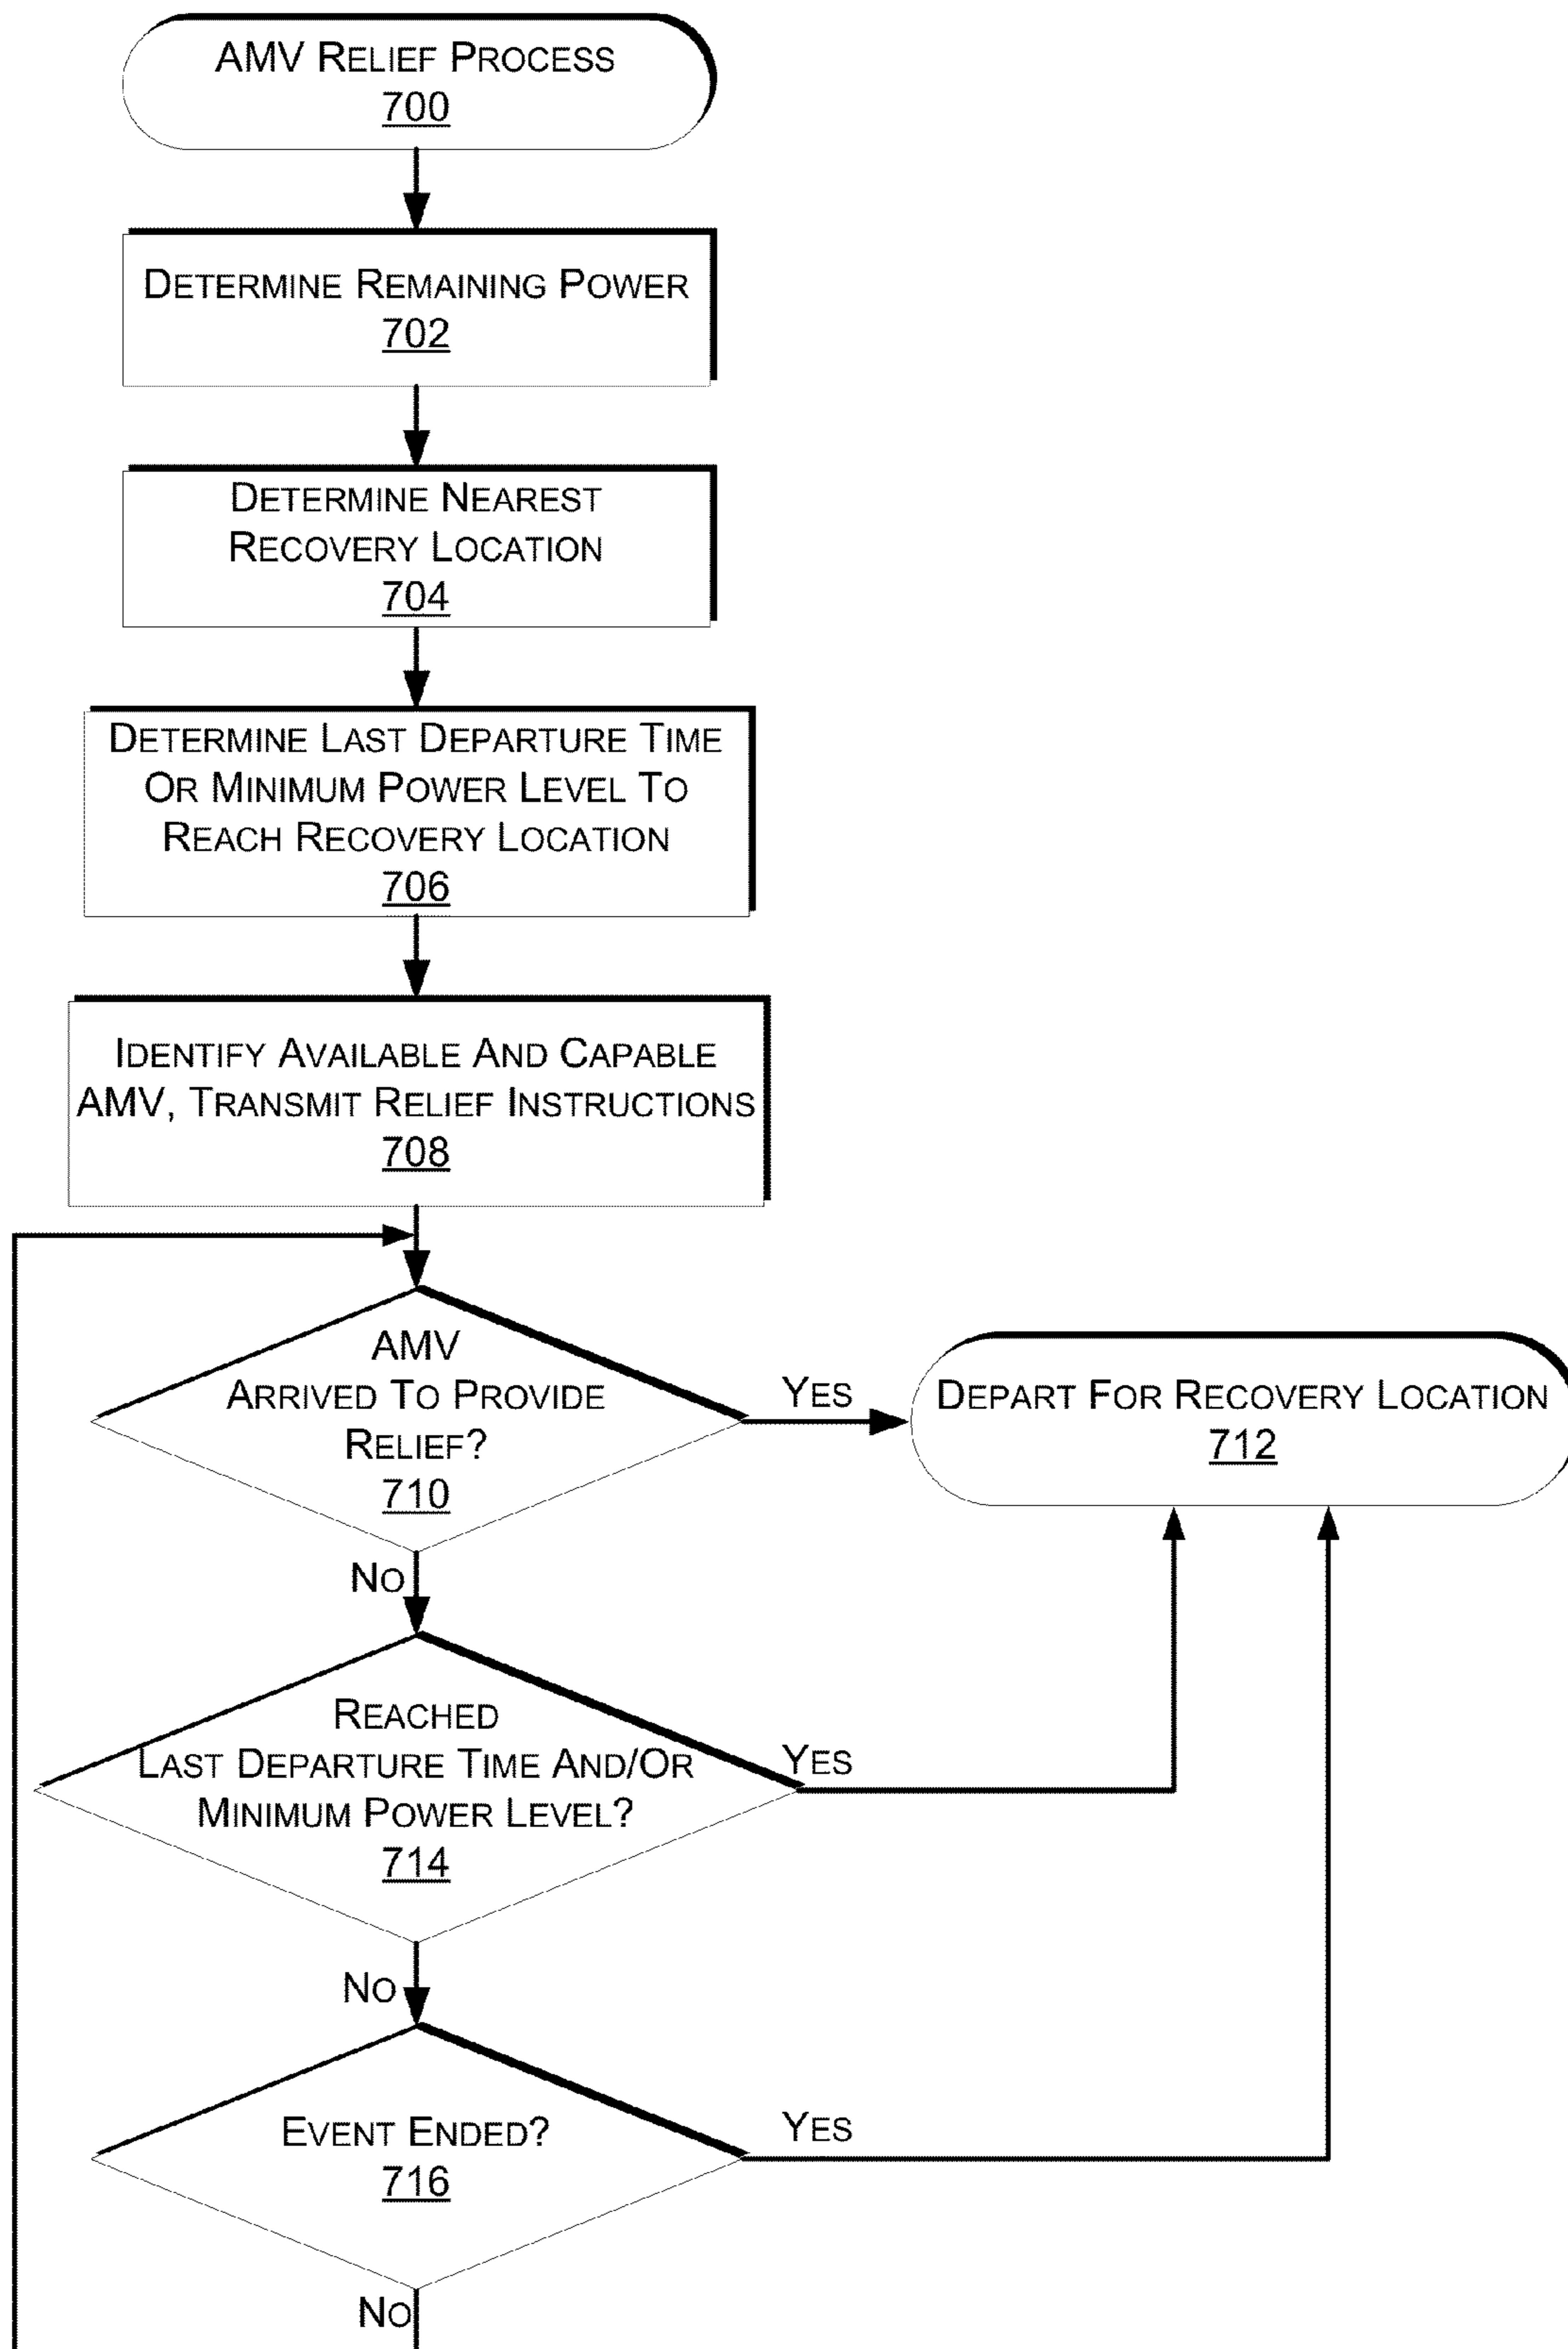 AMV RELIEF PROCESS
700
DETERMINE REMAINING POWER
702
DETERMINE NEAREST
RECOVERY LOCATION
704
DETERMINE LAST DEPARTURE TIME
OR MINIMUM POWER LEVEL TO
REACH RECOVERY LOCATION
706
IDENTIFY AVAILABLE AND CAPABLE
AMV, TRANSMIT RELIEF INSTRUCTIONS
708
AMV
ARRIVED TO PROVIDE
RELIEF?
710
YES
DEPART FOR RECOVERY LOCATION
712
NO
REACHED
LAST DEPARTURE TIME AND/OR
MINIMUM POWER LEVEL?
714
YES
NO
EVENT ENDED?
716
YES
NO